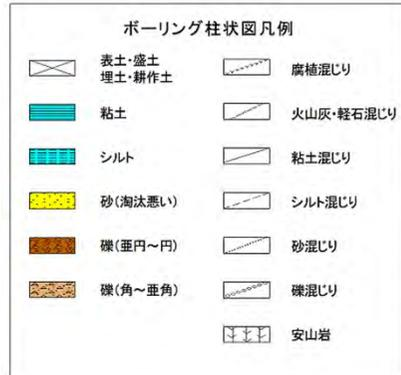 ボーリング柱状図凡例
表土・盛土
埋土・耕作土
粘土
シルト
砂(淘汰悪い)
礫(亜円～円)
礫(角～亜角)
腐植混じり
火山灰・軽石混じり
粘土混じり
シルト混じり
砂混じり
礫混じり
安山岩